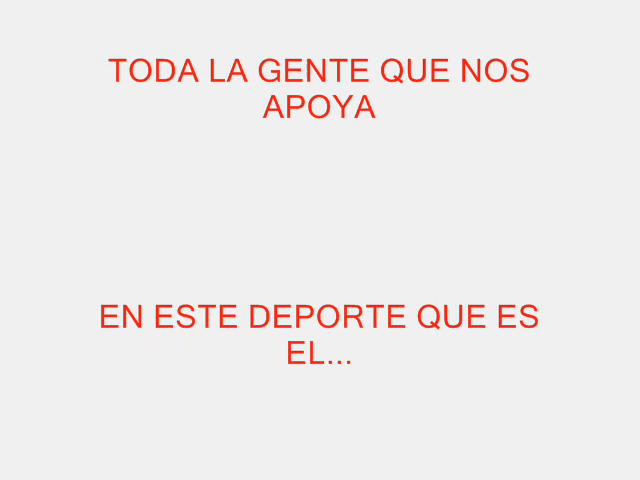 TODA LA GENTE QUE NOS
APOYA
EN ESTE DEPORTE QUE ES
EL...